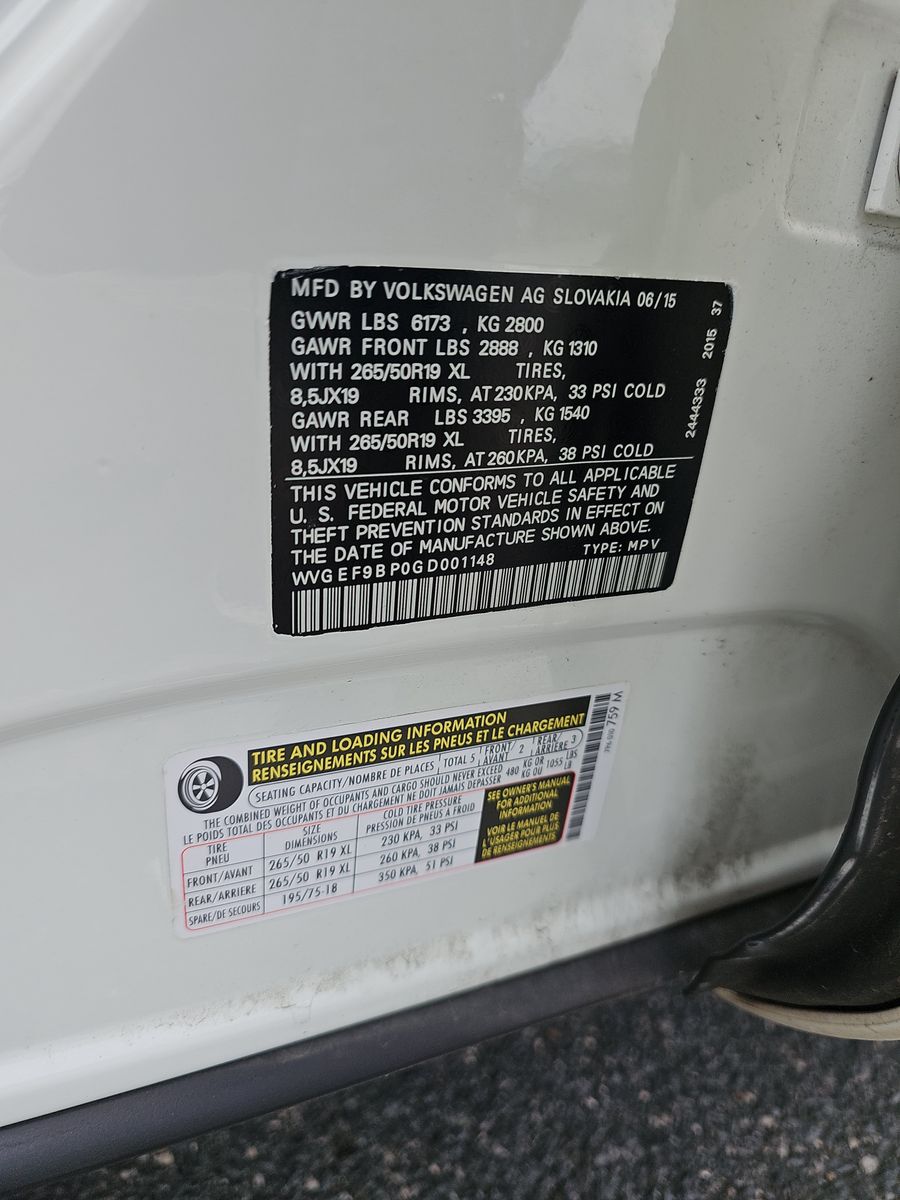 MFD BY VOLKSWAGEN AG SLOVAKIA 06/15
GVWR LBS 6173 , KG 2800
GAWR FRONT LBS 2888 , KG 1310
WITH 265/50R19 XL TIRES,
8,5JX19 RIMS, AT 230KPA, 33 PSI COLD
GAWR REAR LBS 3395 , KG 1540
WITH 265/50R19 XL TIRES,
8,5JX19 RIMS, AT 260KPA, 38 PSI COLD
THIS VEHICLE CONFORMS TO ALL APPLICABLE
U. S. FEDERAL MOTOR VEHICLE SAFETY AND
THEFT PREVENTION STANDARDS IN EFFECT ON
THE DATE OF MANUFACTURE SHOWN ABOVE.
WVGEF9BP0GD001148 TYPE: MPV
2444333 2015 37
TIRE AND LOADING INFORMATION
RENSEIGNEMENTS SUR LES PNEUS ET LE CHARGEMENT
SEATING CAPACITY/NOMBRE DE PLACES TOTAL 5 FRONT/AVANT 2 REAR/ARRIÈRE 3
THE COMBINED WEIGHT OF OCCUPANTS AND CARGO SHOULD NEVER EXCEED 480 KG OR 1055 LBS
LE POIDS TOTAL DES OCCUPANTS ET DU CHARGEMENT NE DOIT JAMAIS DEPASSER KG OU LB
TIRE PNEU SIZE DIMENSIONS COLD TIRE PRESSURE PRESSION DE PNEUS A FROID
FRONT/AVANT 265/50 R19 XL 230 KPA, 33 PSI
REAR/ARRIERE 265/50 R19 XL 260 KPA, 38 PSI
SPARE/DE SECOURS 195/75-18 350 KPA, 51 PSI
SEE OWNER'S MANUAL
FOR ADDITIONAL
INFORMATION
VOIR LE MANUEL DE
L'USAGER POUR PLUS
DE RENSEIGNEMENTS
7P6 010 759 M